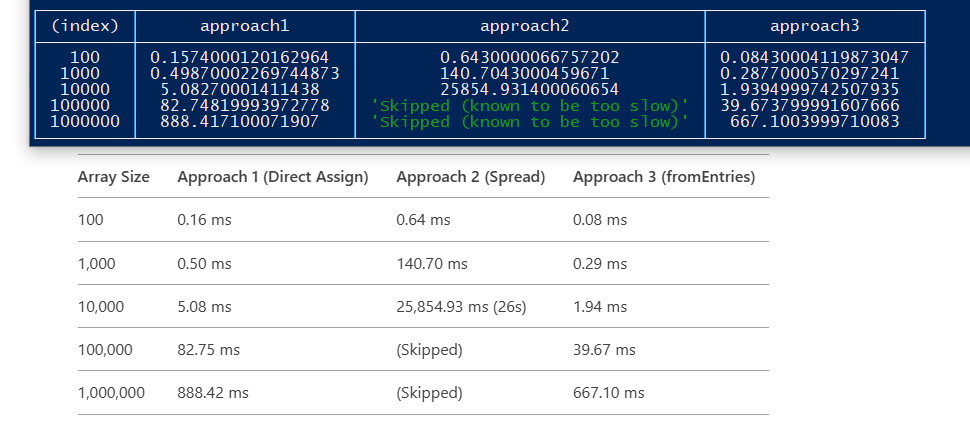 (index) approach1 approach2 approach3
100 0.1574000120162964 0.6430000066757202 0.08430004119873047
1000 0.49870002269744873 140.7043000459671 0.2877000570297241
10000 5.08270001411438 25854.931400060654 1.9394999742507935
100000 82.74819993972778 'Skipped (known to be too slow)' 39.673799991607666
1000000 888.417100071907 'Skipped (known to be too slow)' 667.1003999710083
Array Size Approach 1 (Direct Assign) Approach 2 (Spread) Approach 3 (fromEntries)
100 0.16 ms 0.64 ms 0.08 ms
1,000 0.50 ms 140.70 ms 0.29 ms
10,000 5.08 ms 25,854.93 ms (26s) 1.94 ms
100,000 82.75 ms (Skipped) 39.67 ms
1,000,000 888.42 ms (Skipped) 667.10 ms